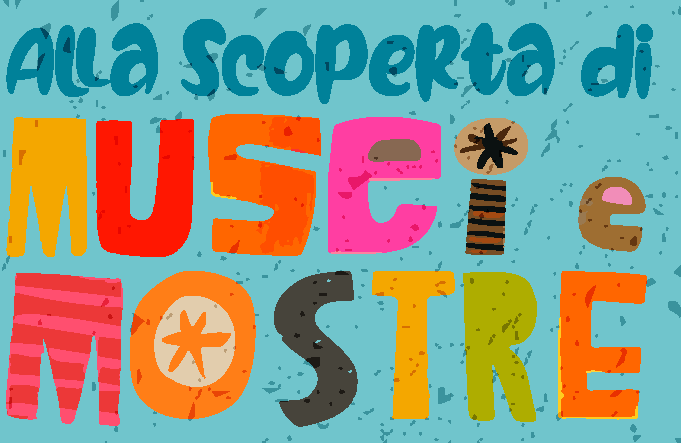 Alla scoperta di
MUSei e
MOSTRE